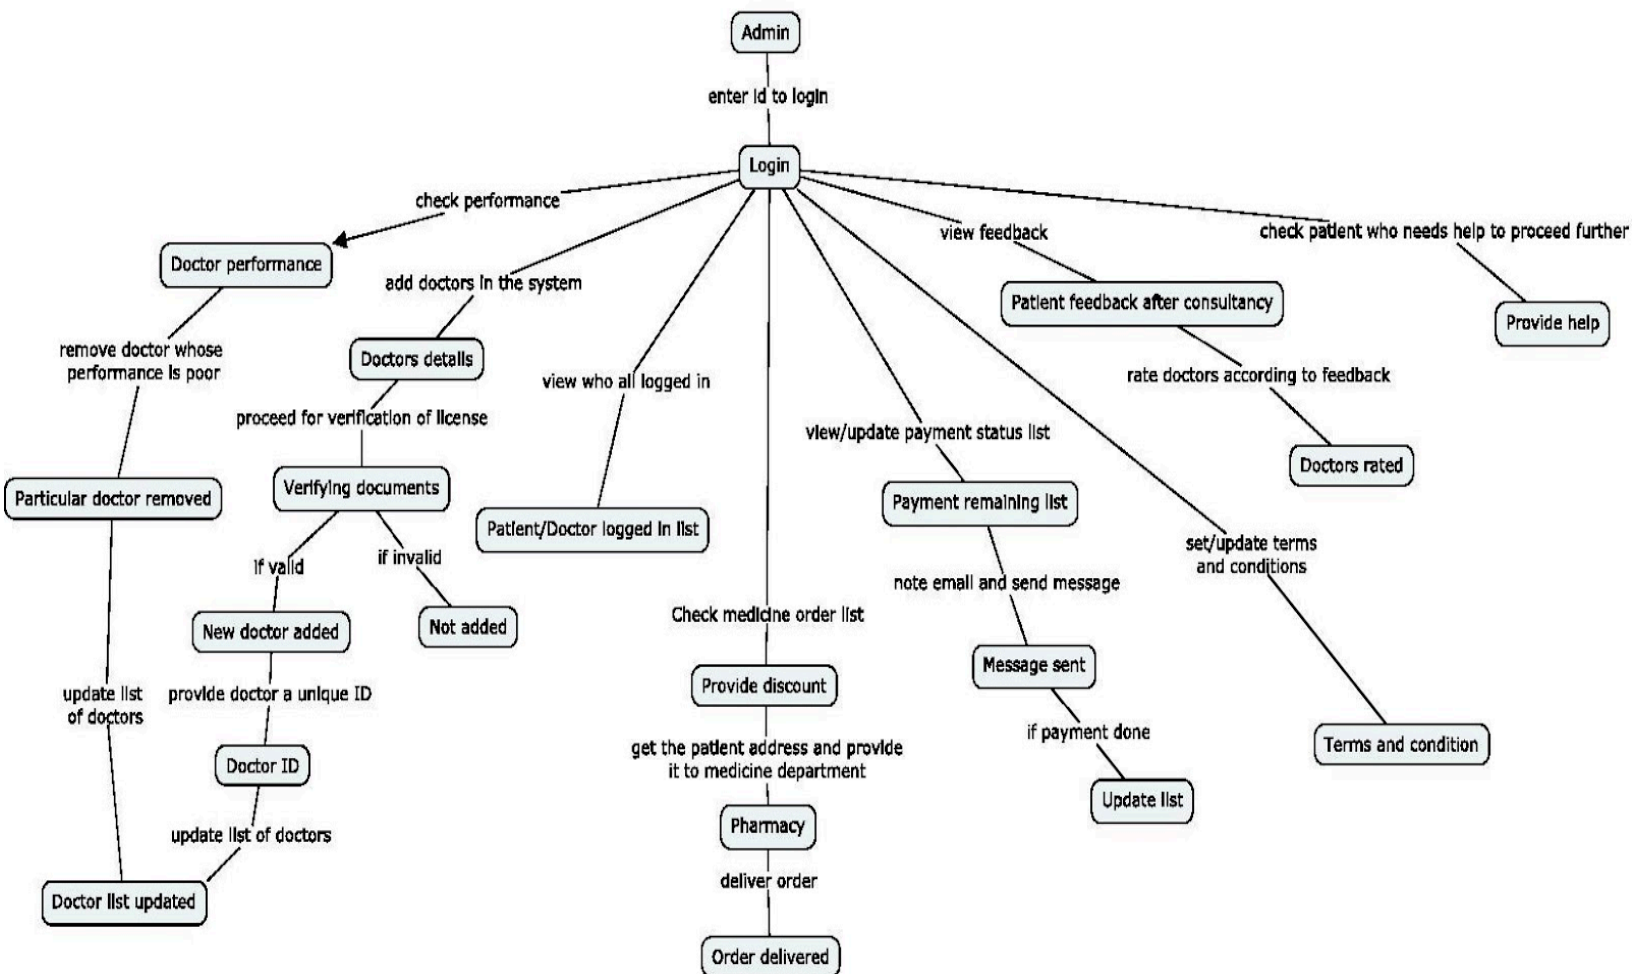 Admin
enter id to login
Login
check performance
view feedback
check patient who needs help to proceed further
Doctor performance
add doctors in the system
Patient feedback after consultancy
Provide help
remove doctor whose
performance is poor
Doctors details
view who all logged in
rate doctors according to feedback
proceed for verification of license
view/update payment status list
Doctors rated
Particular doctor removed
Verifying documents
Payment remaining list
Patient/Doctor logged in list
set/update terms
and conditions
if valid
if invalid
note email and send message
Check medicine order list
New doctor added
Not added
Message sent
Provide discount
update list
of doctors
provide doctor a unique ID
if payment done
Terms and condition
get the patient address and provide
it to medicine department
Doctor ID
Update list
Pharmacy
update list of doctors
deliver order
Doctor list updated
Order delivered